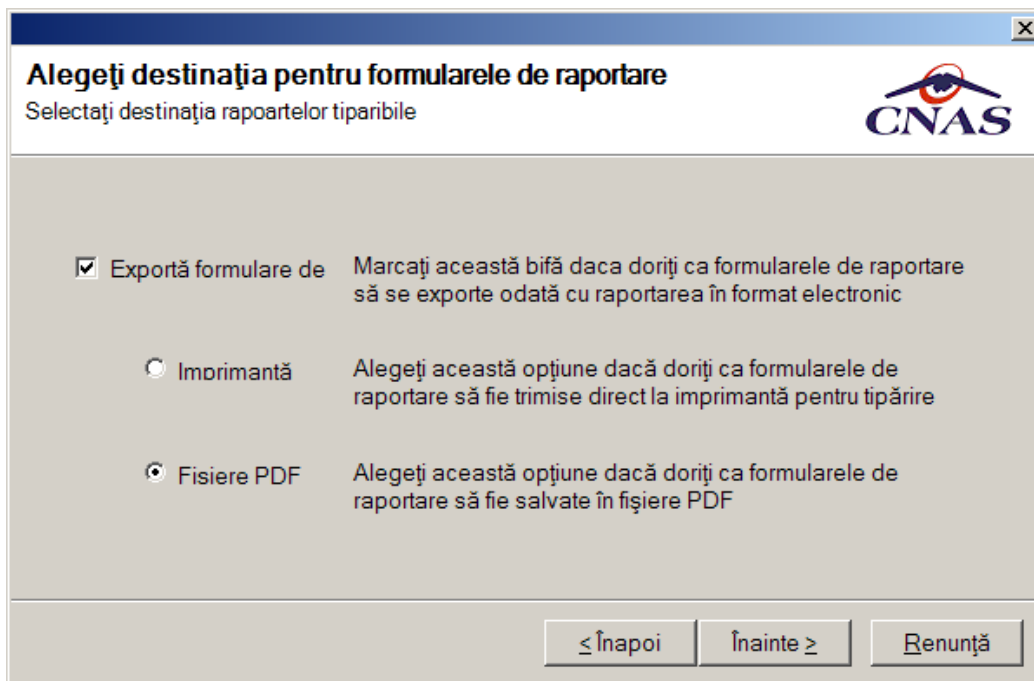 Alegeţi destinaţia pentru formularele de raportare
Selectaţi destinaţia rapoartelor tiparibile
CNAS
Exportă formulare de
Marcaţi această bifă daca doriţi ca formularele de raportare
să se exporte odată cu raportarea în format electronic
Imprimantă
Alegeţi această opţiune dacă doriţi ca formularele de
raportare să fie trimise direct la imprimantă pentru tipărire
Fisiere PDF
Alegeţi această opţiune dacă doriţi ca formularele de
raportare să fie salvate în fişiere PDF
< Înapoi
Înainte >
Renunţă